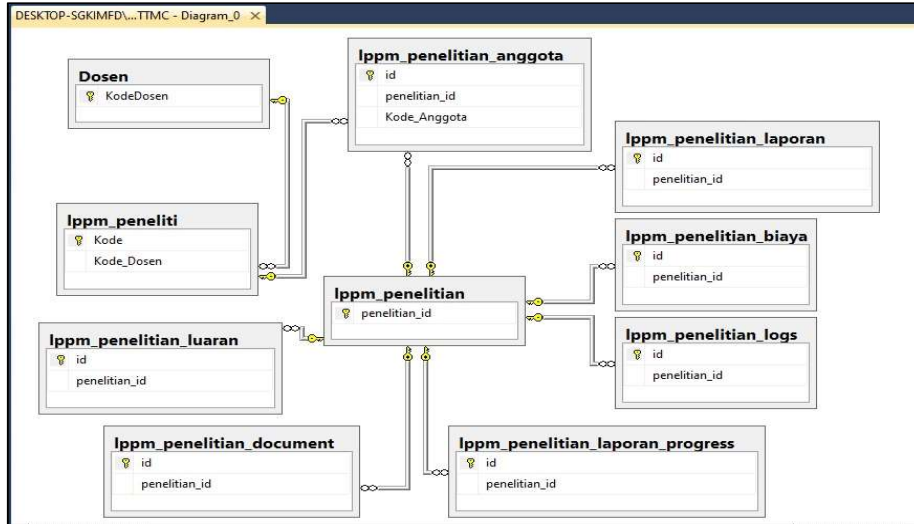 DESKTOP-SGKIMFD\...TTMC - Diagram_0
lppm_penelitian_anggota
id
penelitian_id
Kode_Anggota
Dosen
KodeDosen
lppm_penelitian_laporan
id
penelitian_id
lppm_peneliti
Kode
Kode_Dosen
lppm_penelitian_biaya
id
penelitian_id
lppm_penelitian
penelitian_id
lppm_penelitian_luaran
id
penelitian_id
lppm_penelitian_logs
id
penelitian_id
lppm_penelitian_document
id
penelitian_id
lppm_penelitian_laporan_progress
id
penelitian_id